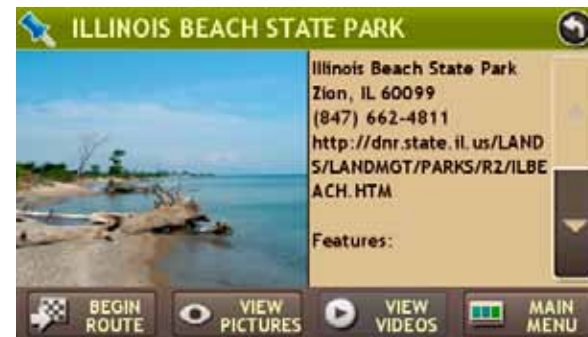 ILLINOIS BEACH STATE PARK
Illinois Beach State Park
Zion, IL 60099
(847) 662-4811
http://dnr.state.il.us/LAND
S/LANDMGT/PARKS/R2/ILBE
ACH.HTM
Features:
BEGIN
ROUTE
VIEW
PICTURES
VIEW
VIDEOS
MAIN
MENU